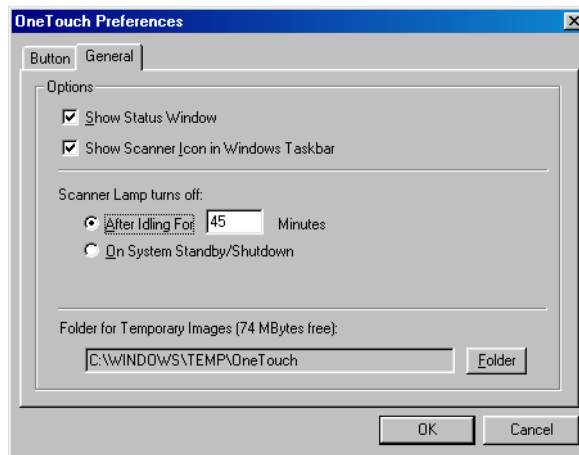 OneTouch Preferences
Button General
Options
Show Status Window
Show Scanner Icon in Windows Taskbar
Scanner Lamp turns off:
After Idling For 45 Minutes
On System Standby/Shutdown
Folder for Temporary Images (74 MBytes free):
C:\WINDOWS\TEMP\OneTouch Folder
OK Cancel